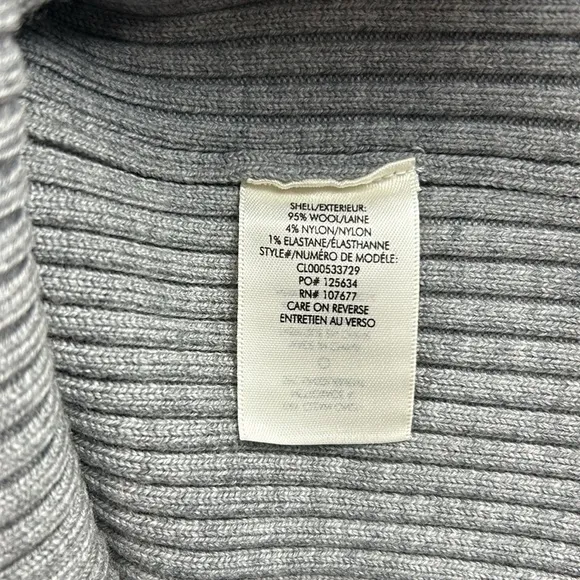 SHELL/EXTERIEUR:
95% WOOL/LAINE
4% NYLON/NYLON
1% ELASTANE/ÉLASTHANNE
STYLE#/NUMÉRO DE MODÈLE:
CL000533729
PO# 125634
RN# 107677
CARE ON REVERSE
ENTRETIEN AU VERSO